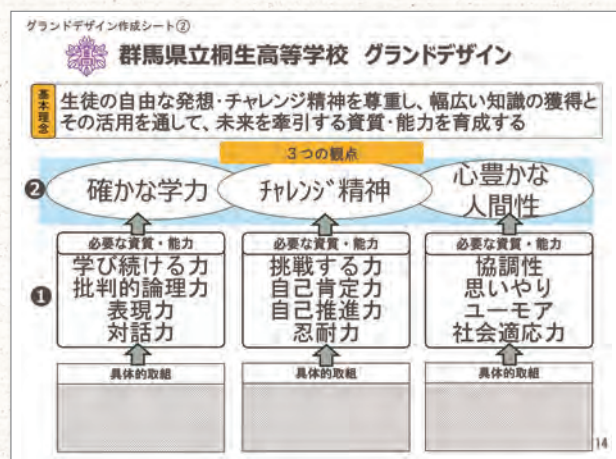 グランドデザイン作成シート②
群馬県立桐生高等学校 グランドデザイン
基本理念
生徒の自由な発想・チャレンジ精神を尊重し、幅広い知識の獲得と
その活用を通して、未来を牽引する資質・能力を育成する
3つの観点
❷
確かな学力
チャレンジ精神
心豊かな
人間性
❶
必要な資質・能力
学び続ける力
批判的論理力
表現力
対話力
必要な資質・能力
挑戦する力
自己肯定力
自己推進力
忍耐力
必要な資質・能力
協調性
思いやり
ユーモア
社会適応力
具体的取組
具体的取組
具体的取組
14